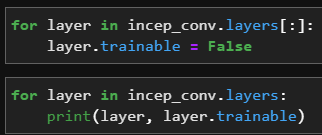 for layer in incep_conv.layers[:]:
    layer.trainable = False
for layer in incep_conv.layers:
    print(layer, layer.trainable)